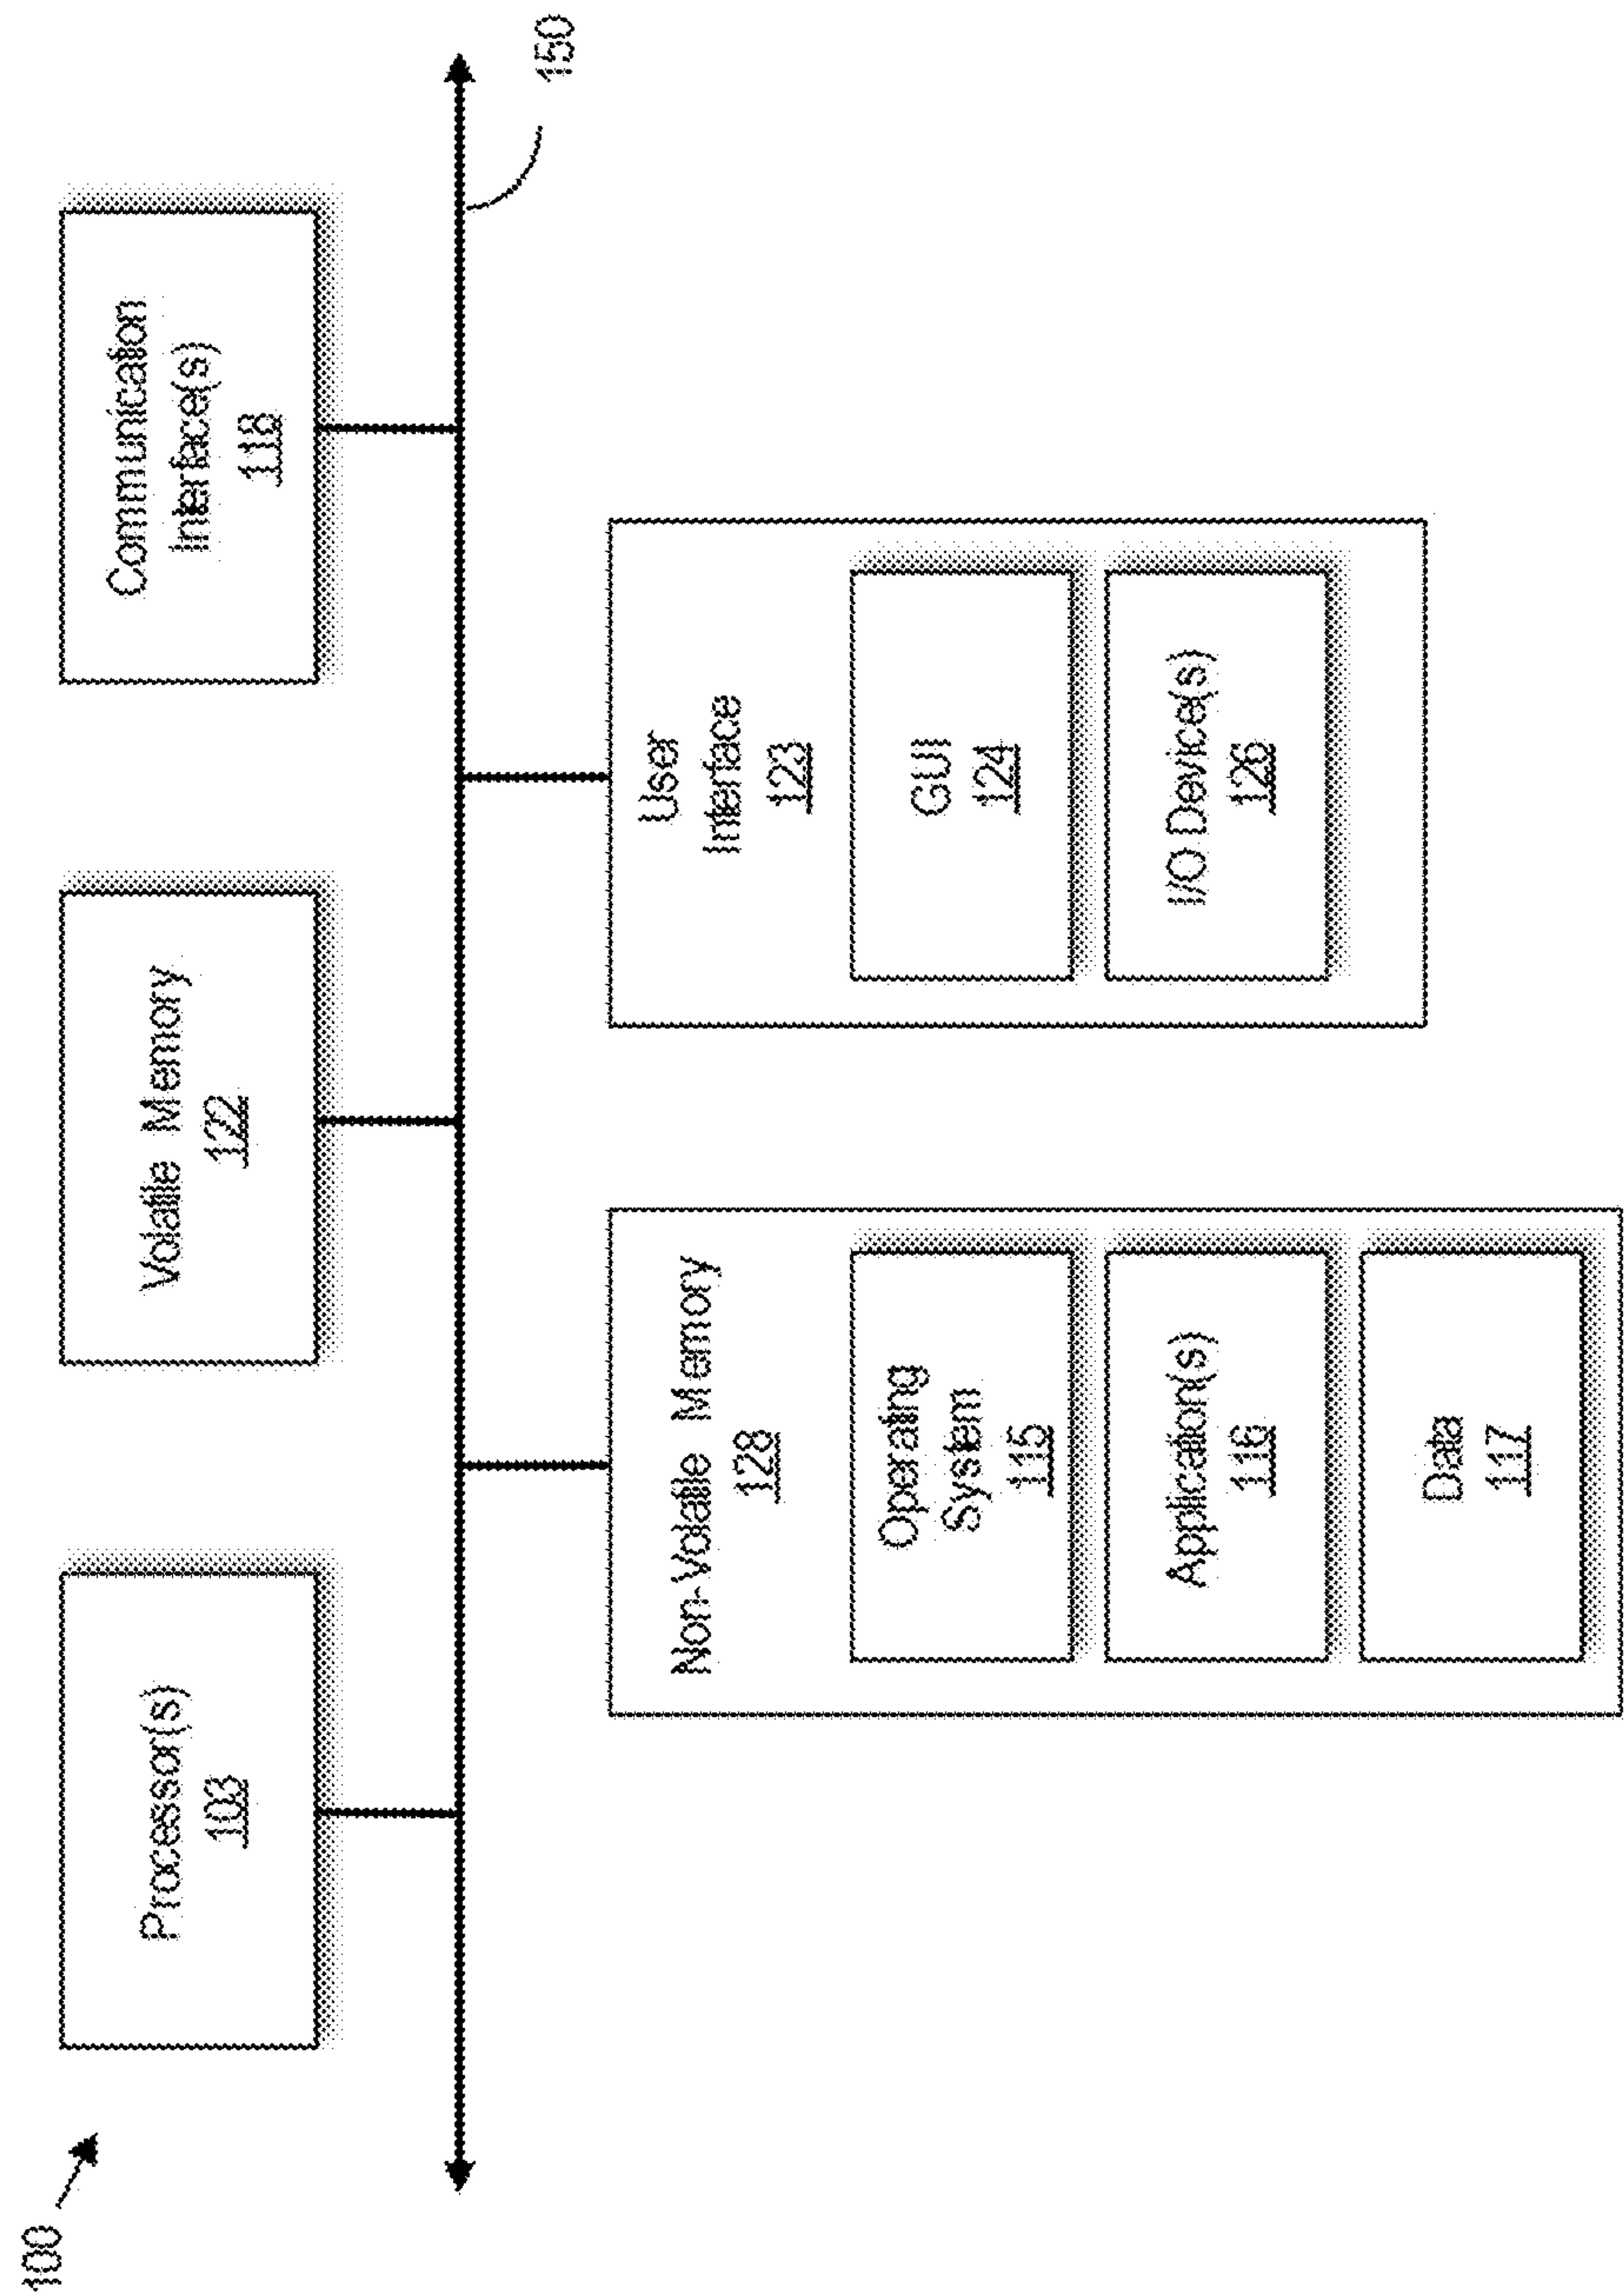 100
Processor(s)
103
Volatile Memory
122
Communication
Interface(s)
118
150
Non-Volatile Memory
128
Operating
System
115
Application(s)
116
Data
117
User
Interface
123
GUI
124
I/O Device(s)
126